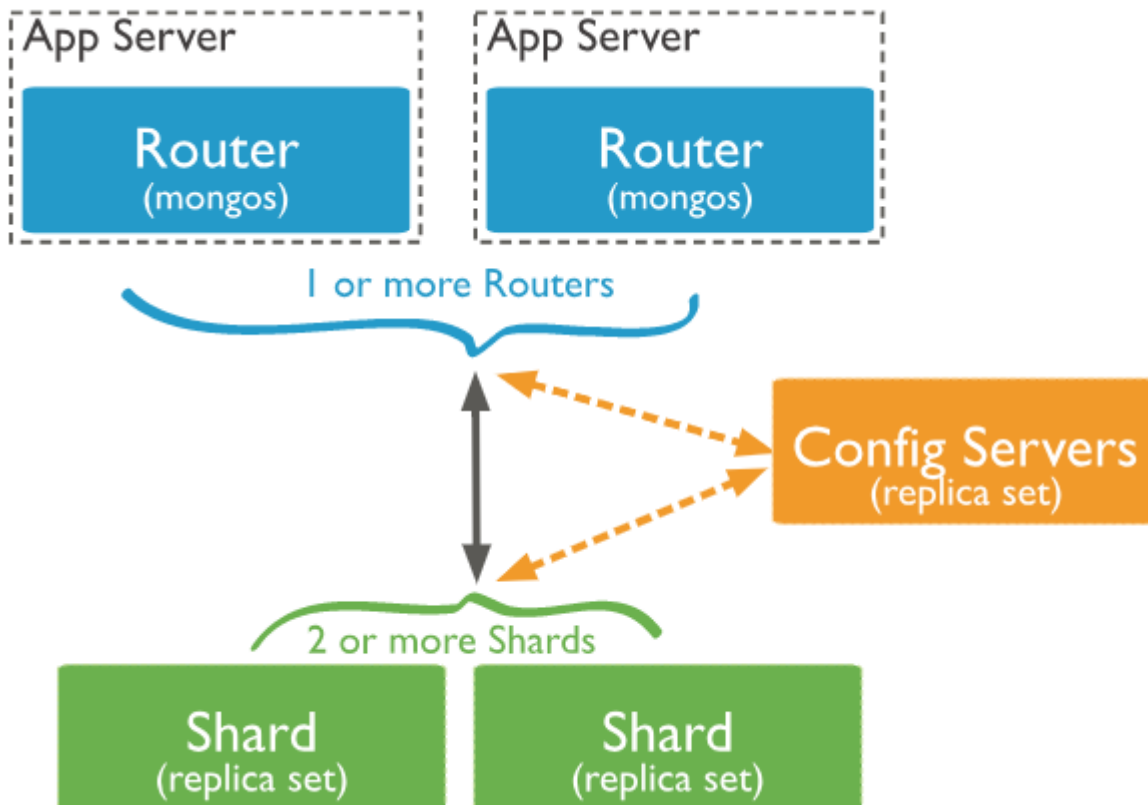 App Server
App Server
Router
(mongos)
Router
(mongos)
1 or more Routers
Config Servers
(replica set)
2 or more Shards
Shard
(replica set)
Shard
(replica set)